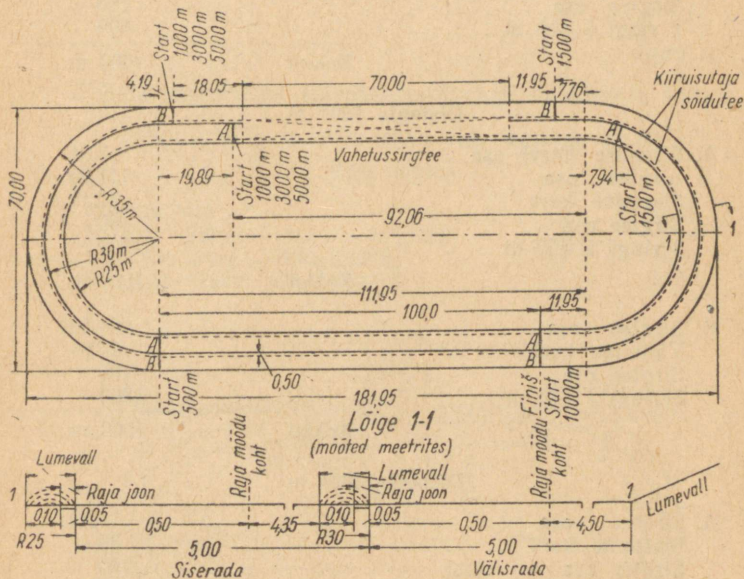 Start
1000 m
3000 m
5000 m
Start
1500 m
4,19
18,05
70,00
11,95
7,76
Kiiruisutaja
sõidutee
B
A
B
A
Vahetussirgtee
19,89
Start
1000 m
3000 m
5000 m
7,94
Start
1500 m
70,00
R35m
92,06
1
1
R30m
R25m
111,95
100,0
11,95
A
A
A
B
0,50
Start
500 m
181,95
Raja mõõdu
koht
Raja mõõdu
koht
Finiš
Start
10000m
Lõige 1-1
(mõõted meetrites)
Lumevall
Lumevall
1
Raja joon
Raja joon
1
Lumevall
0,10
0,05
0,50
4,35
0,10
0,05
0,50
4,50
R25
5,00
R30
5,00
Siserada
Välisrada